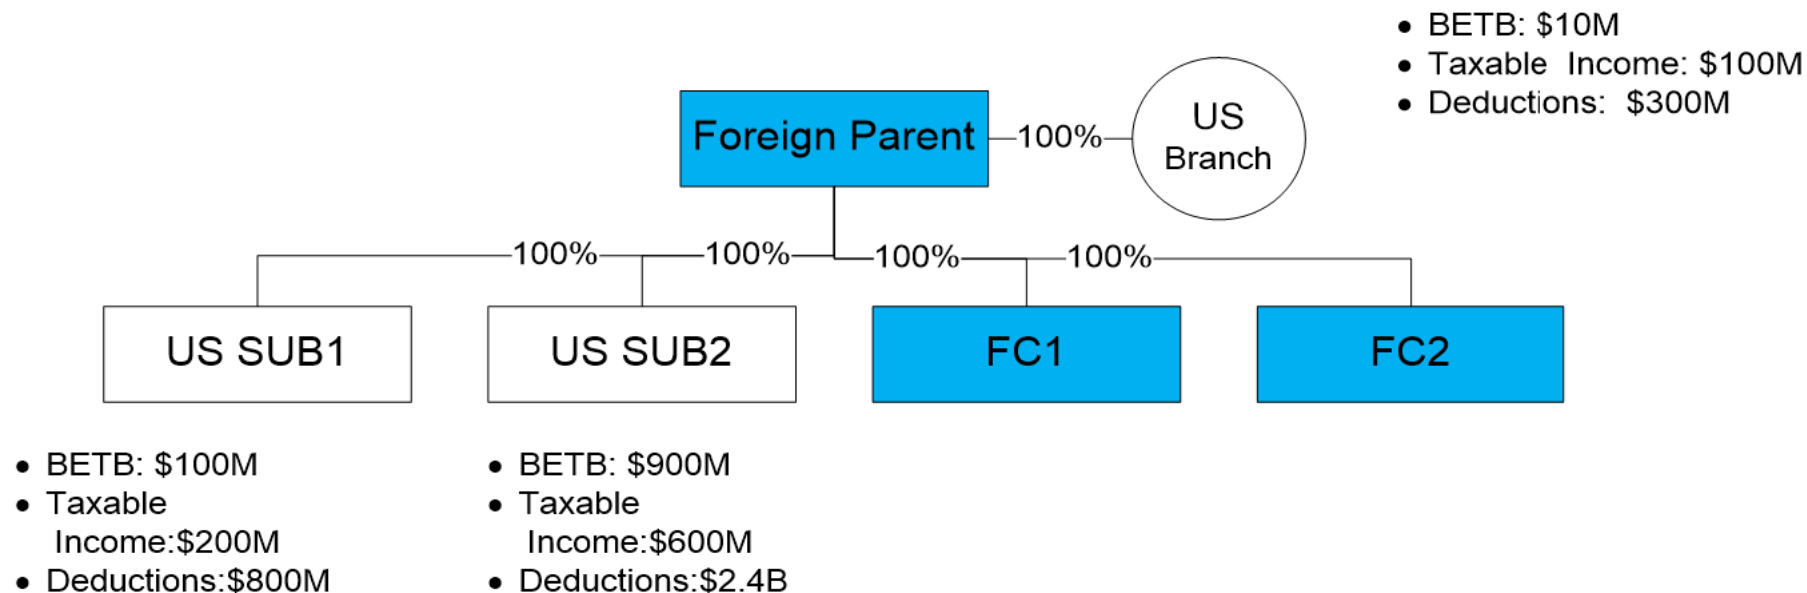 • BETB: $10M
• Taxable Income: $100M
• Deductions: $300M
Foreign Parent
100%
US
Branch
100%
100%
100%
100%
US SUB1
US SUB2
FC1
FC2
• BETB: $100M
• Taxable
Income:$200M
• Deductions:$800M
• BETB: $900M
• Taxable
Income:$600M
• Deductions:$2.4B